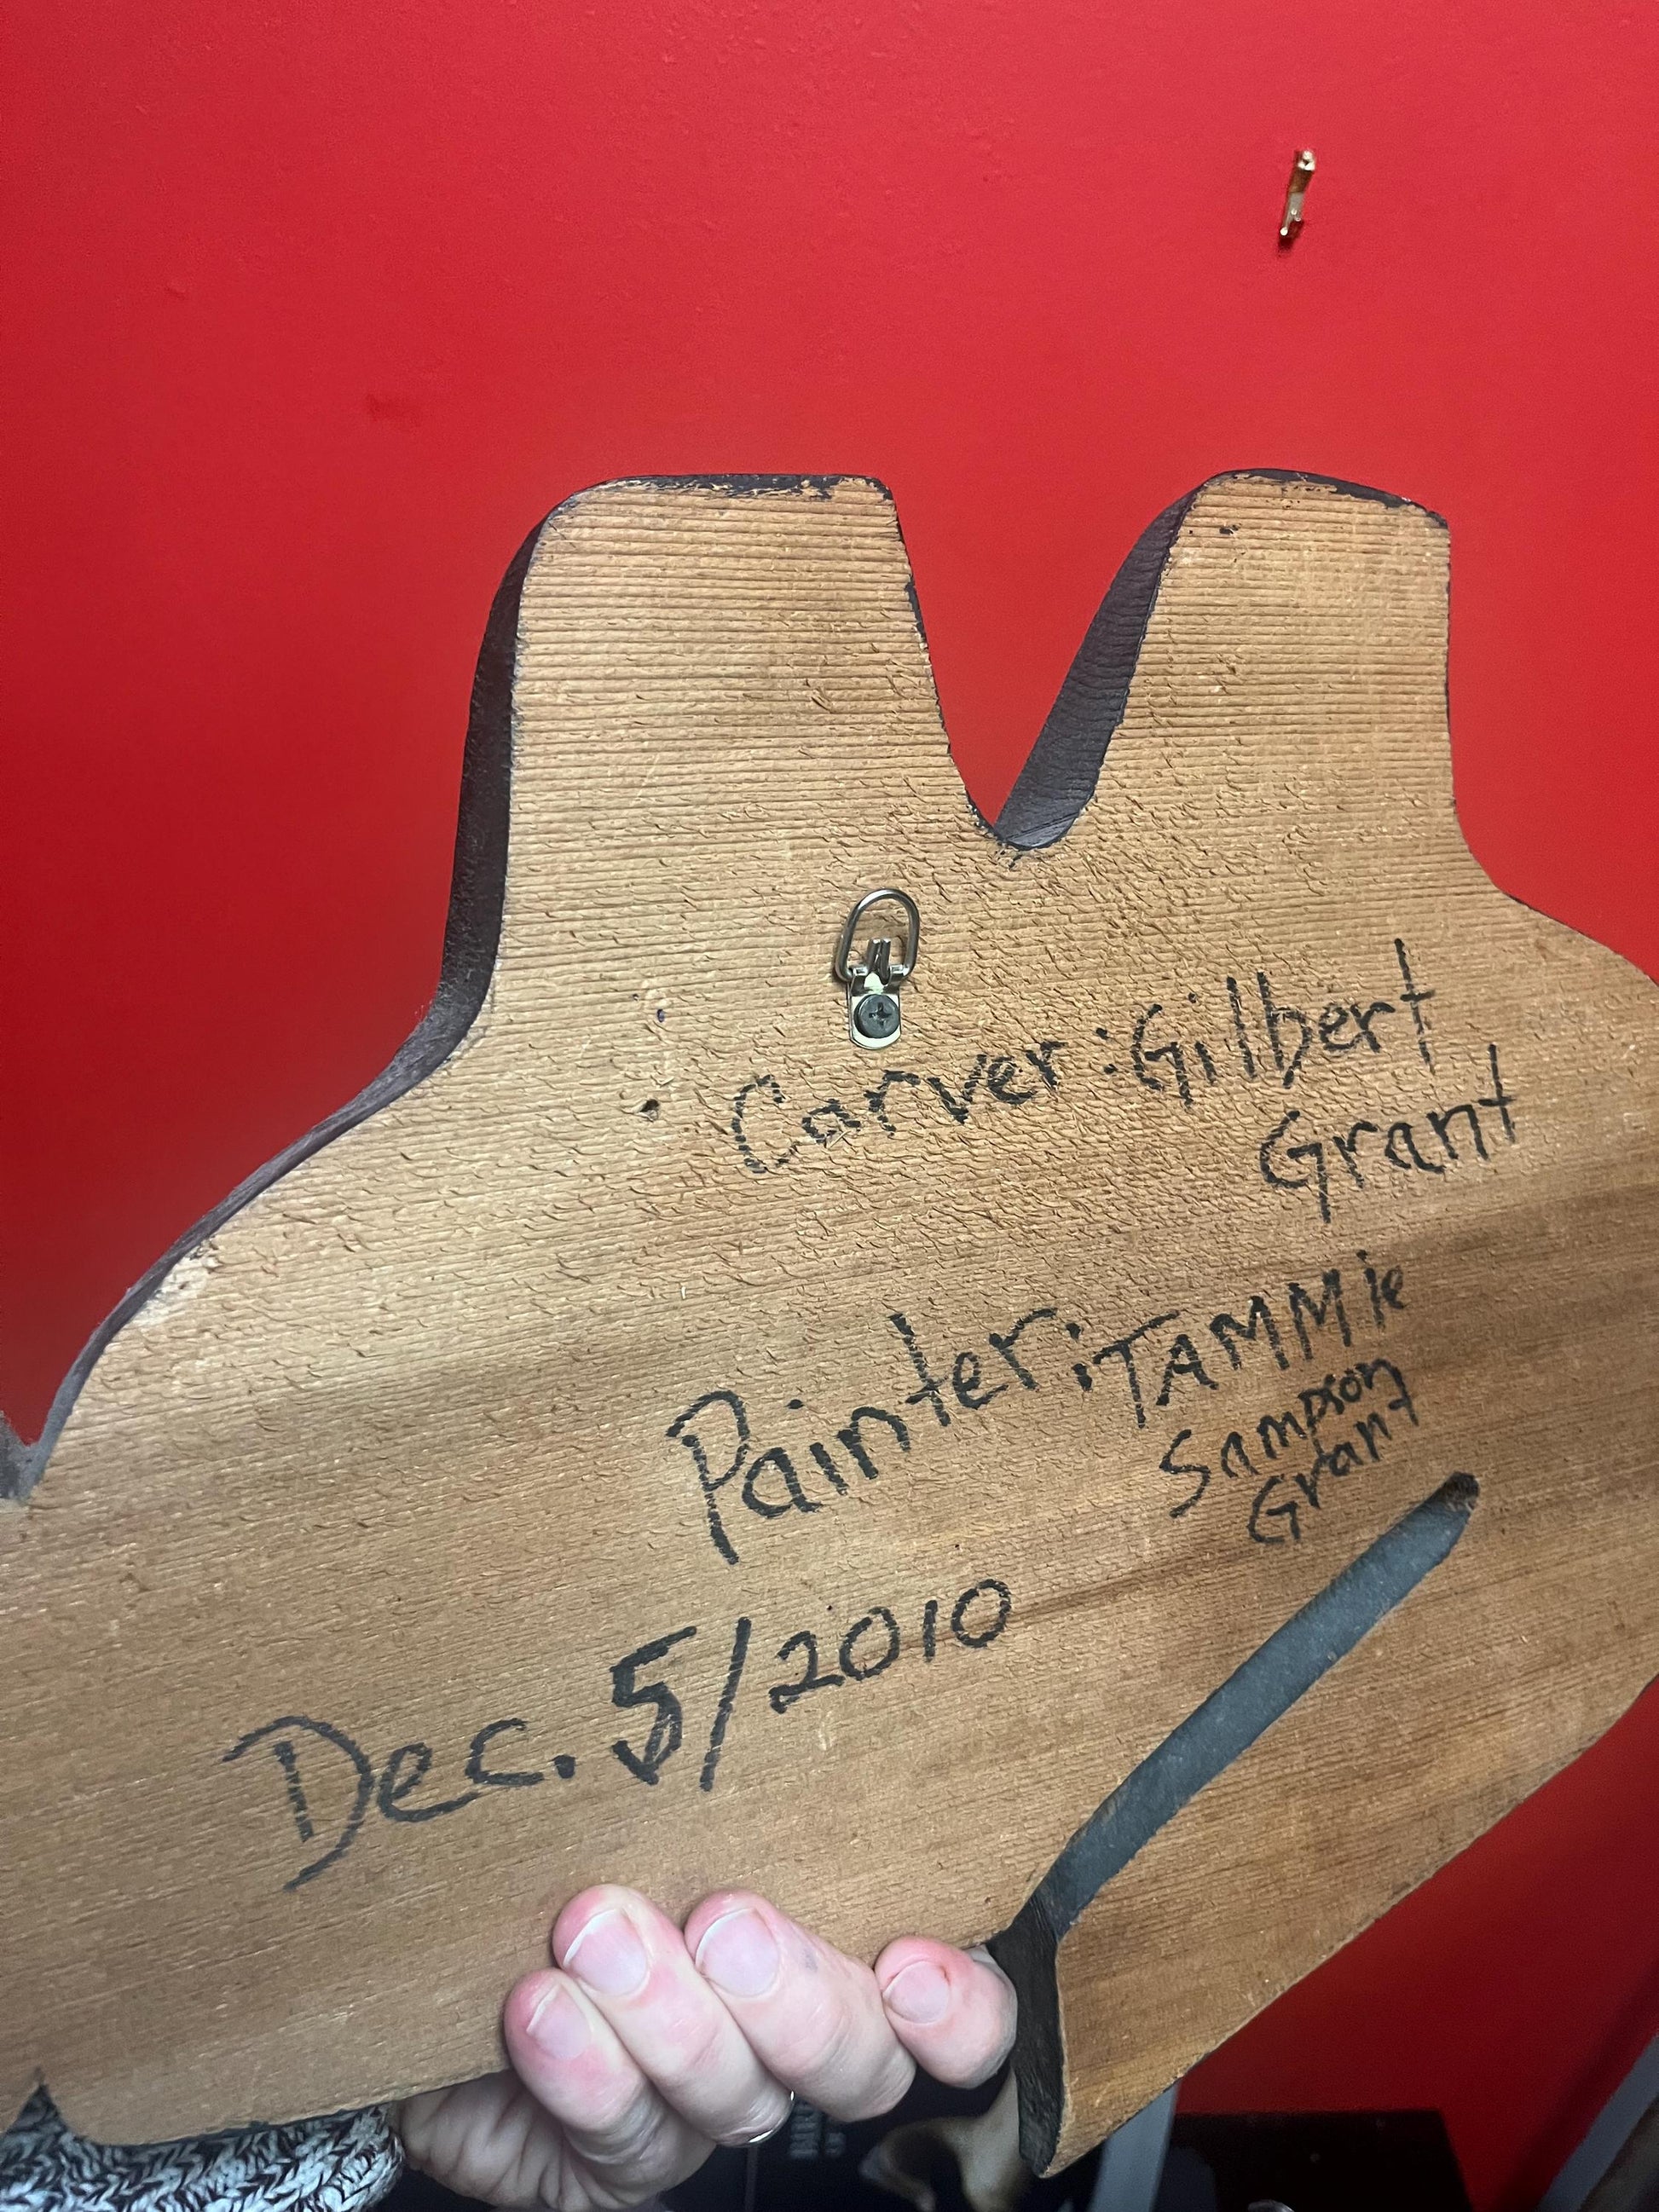 Carver: Gilbert
Grant
Painter: TAMMie
Sampson
Grant
Dec. 5/2010